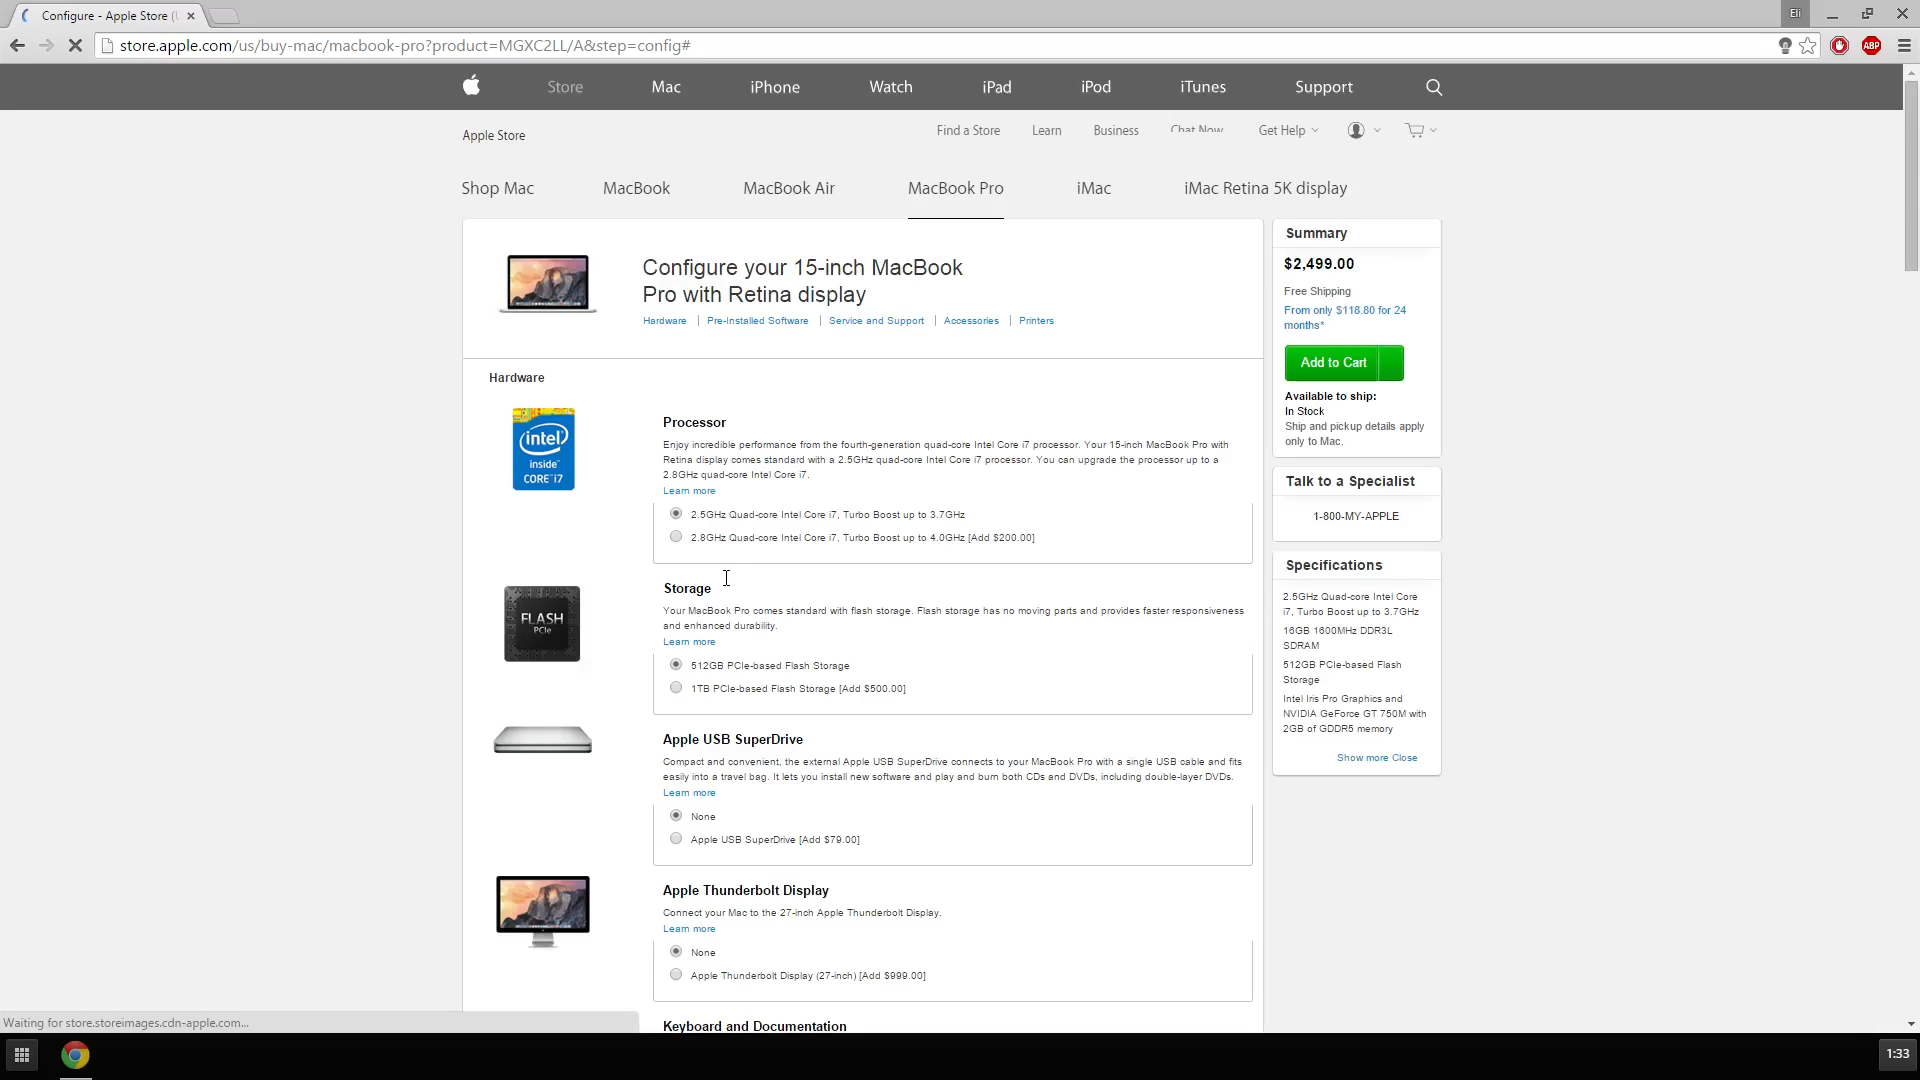 Configure - Apple Store (
Eli
store.apple.com/us/buy-mac/macbook-pro?product=MGXC2LL/A&step=config#
ABP
Store
Mac
iPhone
Watch
iPad
iPod
iTunes
Support
Apple Store
Find a Store
Learn
Business
Chat Now
Get Help
Shop Mac
MacBook
MacBook Air
MacBook Pro
iMac
iMac Retina 5K display
Configure your 15-inch MacBook
Pro with Retina display
Hardware | Pre-Installed Software | Service and Support | Accessories | Printers
Hardware
intel
inside
CORE i7
Processor
Enjoy incredible performance from the fourth-generation quad-core Intel Core i7 processor. Your 15-inch MacBook Pro with
Retina display comes standard with a 2.5GHz quad-core Intel Core i7 processor. You can upgrade the processor up to a
2.8GHz quad-core Intel Core i7.
Learn more
2.5GHz Quad-core Intel Core i7, Turbo Boost up to 3.7GHz
2.8GHz Quad-core Intel Core i7, Turbo Boost up to 4.0GHz [Add $200.00]
FLASH
PCIe
Storage
Your MacBook Pro comes standard with flash storage. Flash storage has no moving parts and provides faster responsiveness
and enhanced durability.
Learn more
512GB PCIe-based Flash Storage
1TB PCIe-based Flash Storage [Add $500.00]
Apple USB SuperDrive
Compact and convenient, the external Apple USB SuperDrive connects to your MacBook Pro with a single USB cable and fits
easily into a travel bag. It lets you install new software and play and burn both CDs and DVDs, including double-layer DVDs.
Learn more
None
Apple USB SuperDrive [Add $79.00]
Apple Thunderbolt Display
Connect your Mac to the 27-inch Apple Thunderbolt Display.
Learn more
None
Apple Thunderbolt Display (27-inch) [Add $999.00]
Keyboard and Documentation
Summary
$2,499.00
Free Shipping
From only $118.80 for 24
months*
Add to Cart
Available to ship:
In Stock
Ship and pickup details apply
only to Mac.
Talk to a Specialist
1-800-MY-APPLE
Specifications
2.5GHz Quad-core Intel Core
i7, Turbo Boost up to 3.7GHz
16GB 1600MHz DDR3L
SDRAM
512GB PCIe-based Flash
Storage
Intel Iris Pro Graphics and
NVIDIA GeForce GT 750M with
2GB of GDDR5 memory
Show more Close
Waiting for store.storeimages.cdn-apple.com...
1:33